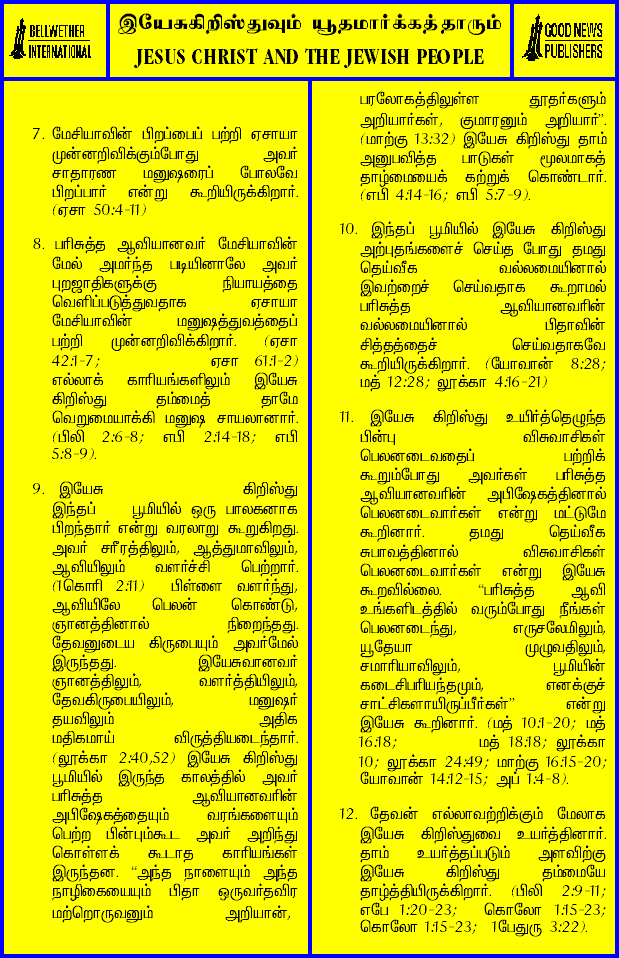 BELLWETHER
INTERNATIONAL
இயேசுகிறிஸ்துவும் யூதமார்க்கத்தாரும்
JESUS CHRIST AND THE JEWISH PEOPLE
GOOD NEWS
PUBLISHERS
7. மேசியாவின் பிறப்பைப் பற்றி ஏசாயா
முன்னறிவிக்கும்போது அவர்
சாதாரண மனுஷரைப் போலவே
பிறப்பார் என்று கூறியிருக்கிறார்.
(ஏசா 50:4-11)
8. பரிசுத்த ஆவியானவர் மேசியாவின்
மேல் அமர்ந்த படியினாலே அவர்
புறஜாதிகளுக்கு நியாயத்தை
வெளிப்படுத்துவதாக ஏசாயா
மேசியாவின் மனுஷத்துவத்தைப்
பற்றி முன்னறிவிக்கிறார். (ஏசா
42:1-7; ஏசா 61:1-2)
எல்லாக் காரியங்களிலும் இயேசு
கிறிஸ்து தம்மைத் தாமே
வெறுமையாக்கி மனுஷ சாயலானார்.
(பிலி 2:6-8; எபி 2:14-18; எபி
5:8-9).
9. இயேசு கிறிஸ்து
இந்தப் பூமியில் ஒரு பாலகனாக
பிறந்தார் என்று வரலாறு கூறுகிறது.
அவர் சரீரத்திலும், ஆத்துமாவிலும்,
ஆவியிலும் வளர்ச்சி பெற்றார்.
(1கொரி 2:11) பிள்ளை வளர்ந்து,
ஆவியிலே பெலன் கொண்டு,
ஞானத்தினால் நிறைந்தது.
தேவனுடைய கிருபையும் அவர்மேல்
இருந்தது. இயேசுவானவர்
ஞானத்திலும், வளர்த்தியிலும்,
தேவகிருபையிலும், மனுஷர்
தயவிலும் அதிக
மதிகமாய் விருத்தியடைந்தார்.
(லூக்கா 2:40,52) இயேசு கிறிஸ்து
பூமியில் இருந்த காலத்தில் அவர்
பரிசுத்த ஆவியானவரின்
அபிஷேகத்தையும் வரங்களையும்
பெற்ற பின்பும்கூட அவர் அறிந்து
கொள்ளக் கூடாத காரியங்கள்
இருந்தன. “அந்த நாளையும் அந்த
நாழிகையையும் பிதா ஒருவர்தவிர
மற்றொருவனும் அறியான்,
பரலோகத்திலுள்ள தூதர்களும்
அறியார்கள், குமாரனும் அறியார்”.
(மாற்கு 13:32) இயேசு கிறிஸ்து தாம்
அனுபவித்த பாடுகள் மூலமாகத்
தாழ்மையைக் கற்றுக் கொண்டார்.
(எபி 4:14-16; எபி 5:7-9).
10. இந்தப் பூமியில் இயேசு கிறிஸ்து
அற்புதங்களைச் செய்த போது தமது
தெய்வீக வல்லமையினால்
இவற்றைச் செய்வதாக கூறாமல்
பரிசுத்த ஆவியானவரின்
வல்லமையினால் பிதாவின்
சித்தத்தைச் செய்வதாகவே
கூறியிருக்கிறார். (யோவான் 8:28;
மத் 12:28; லூக்கா 4:16-21)
11. இயேசு கிறிஸ்து உயிர்த்தெழுந்த
பின்பு விசுவாசிகள்
பெலனடைவதைப் பற்றிக்
கூறும்போது அவர்கள் பரிசுத்த
ஆவியானவரின் அபிஷேகத்தினால்
பெலனடைவார்கள் என்று மட்டுமே
கூறினார். தமது தெய்வீக
சுபாவத்தினால் விசுவாசிகள்
பெலனடைவார்கள் என்று இயேசு
கூறவில்லை. “பரிசுத்த ஆவி
உங்களிடத்தில் வரும்போது நீங்கள்
பெலனடைந்து, எருசலேமிலும்,
யூதேயா முழுவதிலும்,
சமாரியாவிலும், பூமியின்
கடைசிபரியந்தமும், எனக்குச்
சாட்சிகளாயிருப்பீர்கள்” என்று
இயேசு கூறினார். (மத் 10:1-20; மத்
16:18; மத் 18:18; லூக்கா
10; லூக்கா 24:49; மாற்கு 16:15-20;
யோவான் 14:12-15; அப் 1:4-8).
12. தேவன் எல்லாவற்றிக்கும் மேலாக
இயேசு கிறிஸ்துவை உயர்த்தினார்.
தாம் உயர்த்தப்படும் அளவிற்கு
இயேசு கிறிஸ்து தம்மையே
தாழ்த்தியிருக்கிறார். (பிலி 2:9-11;
எபே 1:20-23; கொலோ 1:15-23;
கொலோ 1:15-23; 1பேதுரு 3:22).